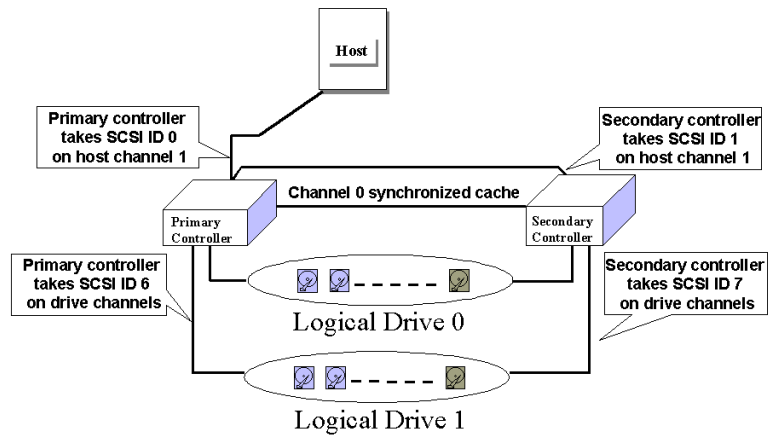 Host
Primary controller
takes SCSI ID 0
on host channel 1
Secondary controller
takes SCSI ID 1
on host channel 1
Channel 0 synchronized cache
Primary
Controller
Secondary
Controller
Primary controller
takes SCSI ID 6
on drive channels
Secondary controller
takes SCSI ID 7
on drive channels
Logical Drive 0
Logical Drive 1